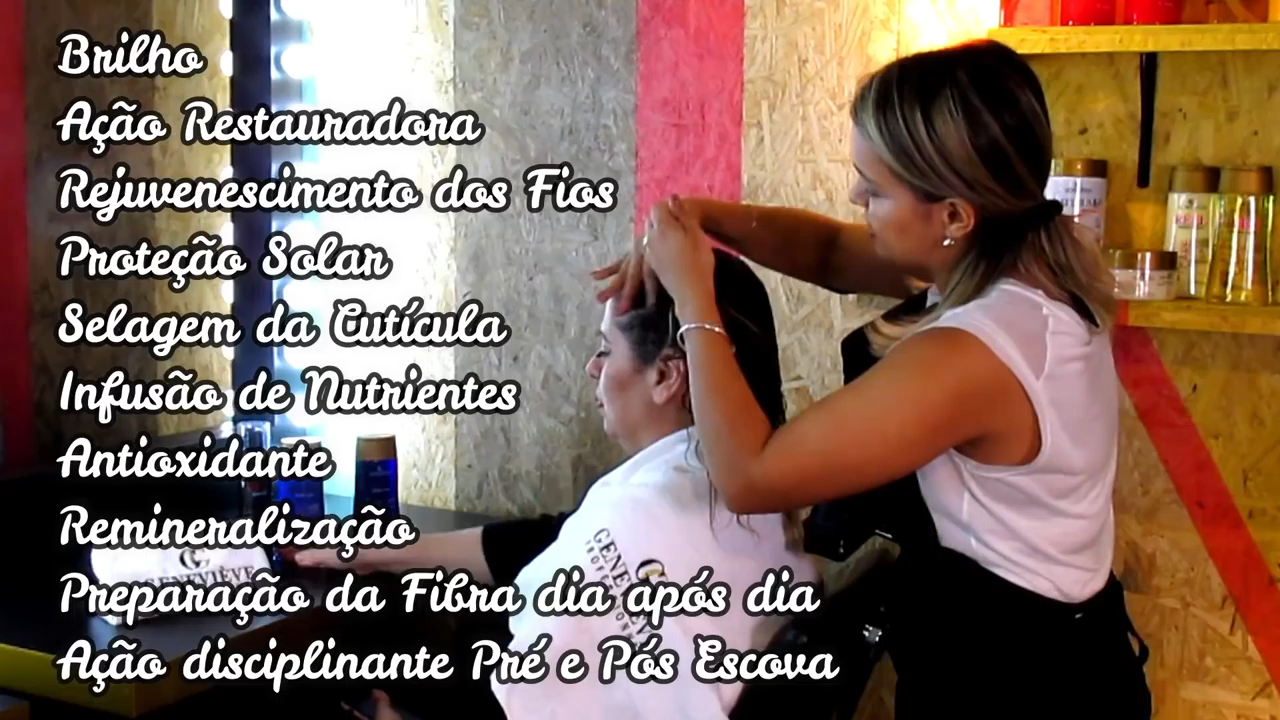 Brilho
Ação Restauradora
Rejuvenescimento dos Fios
Proteção Solar
Selagem da Cutícula
Infusão de Nutrientes
Antioxidante
Remineralização
Preparação da Fibra dia após dia
Ação disciplinante Pré e Pós Escova
GENEVIÈVE